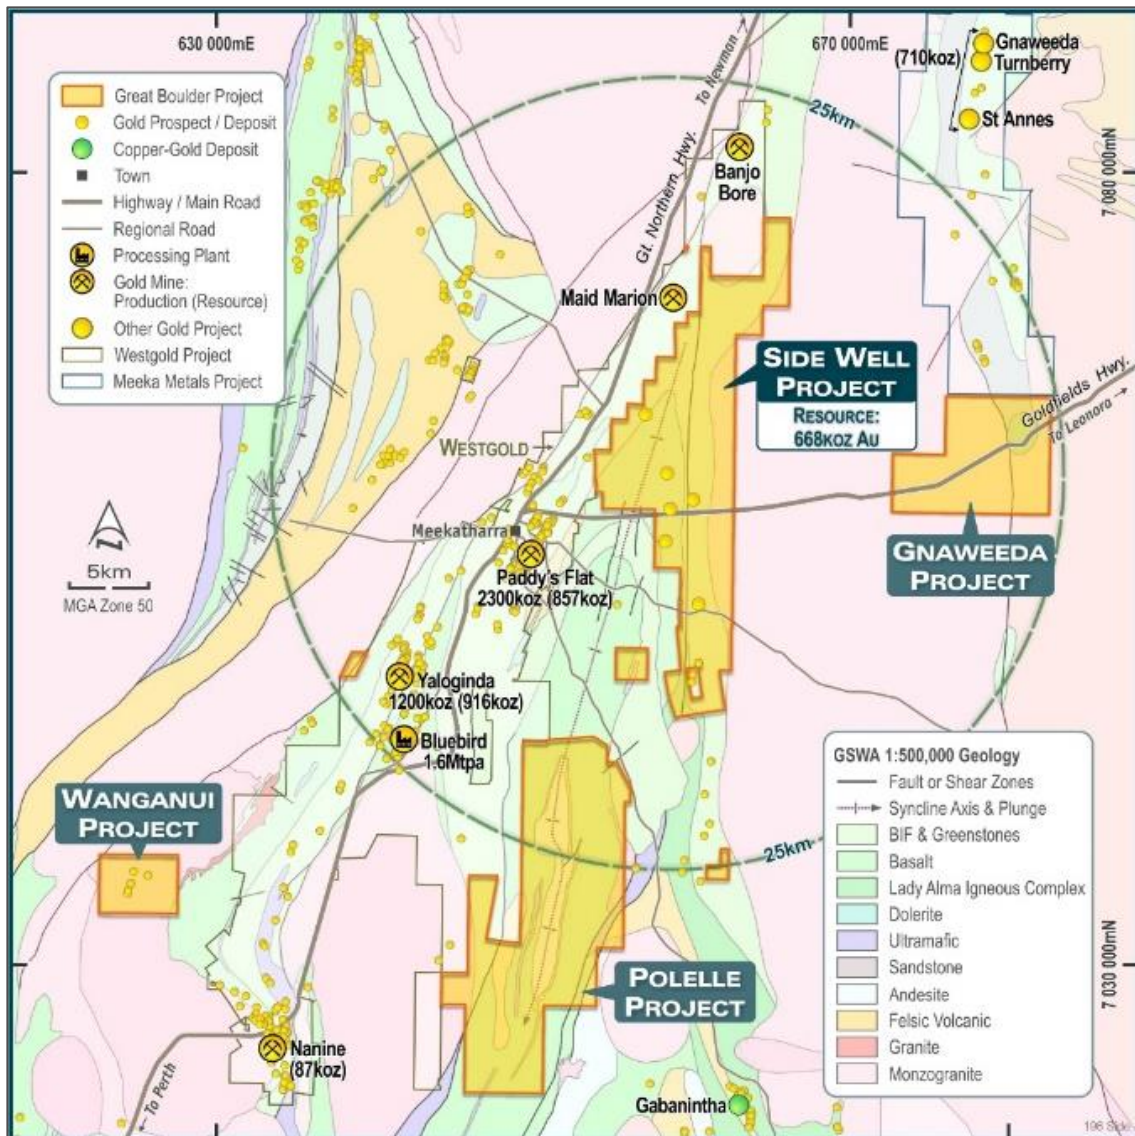 630 000mE
670 000mE
Gnaweeda
(710koz)
Turnberry
St Annes
To Newman
25km
Great Boulder Project
Gold Prospect / Deposit
Copper-Gold Deposit
Town
Highway / Main Road
Regional Road
Processing Plant
Gold Mine:
Production (Resource)
Other Gold Project
Westgold Project
Meeka Metals Project
Banjo
Bore
7 080 000mN
Gt. Northern Hwy.
Maid Marion
SIDE WELL
PROJECT
RESOURCE:
668KOZ AU
Goldfields Hwy.
To Leonora
WESTGOLD
Meekatharra
5km
MGA Zone 50
Paddy's Flat
2300koz (857koz)
GNAWEEDA
PROJECT
Yaloginda
1200koz (916koz)
Bluebird
1.6Mtpa
WANGANUI
PROJECT
25km
GSWA 1:500,000 Geology
Fault or Shear Zones
Syncline Axis & Plunge
BIF & Greenstones
Basalt
Lady Alma Igneous Complex
Dolerite
Ultramafic
Sandstone
Andesite
Felsic Volcanic
Granite
Monzogranite
POLELLE
PROJECT
7 030 000mN
Nanine
(87koz)
To Perth
Gabanintha
196 Side